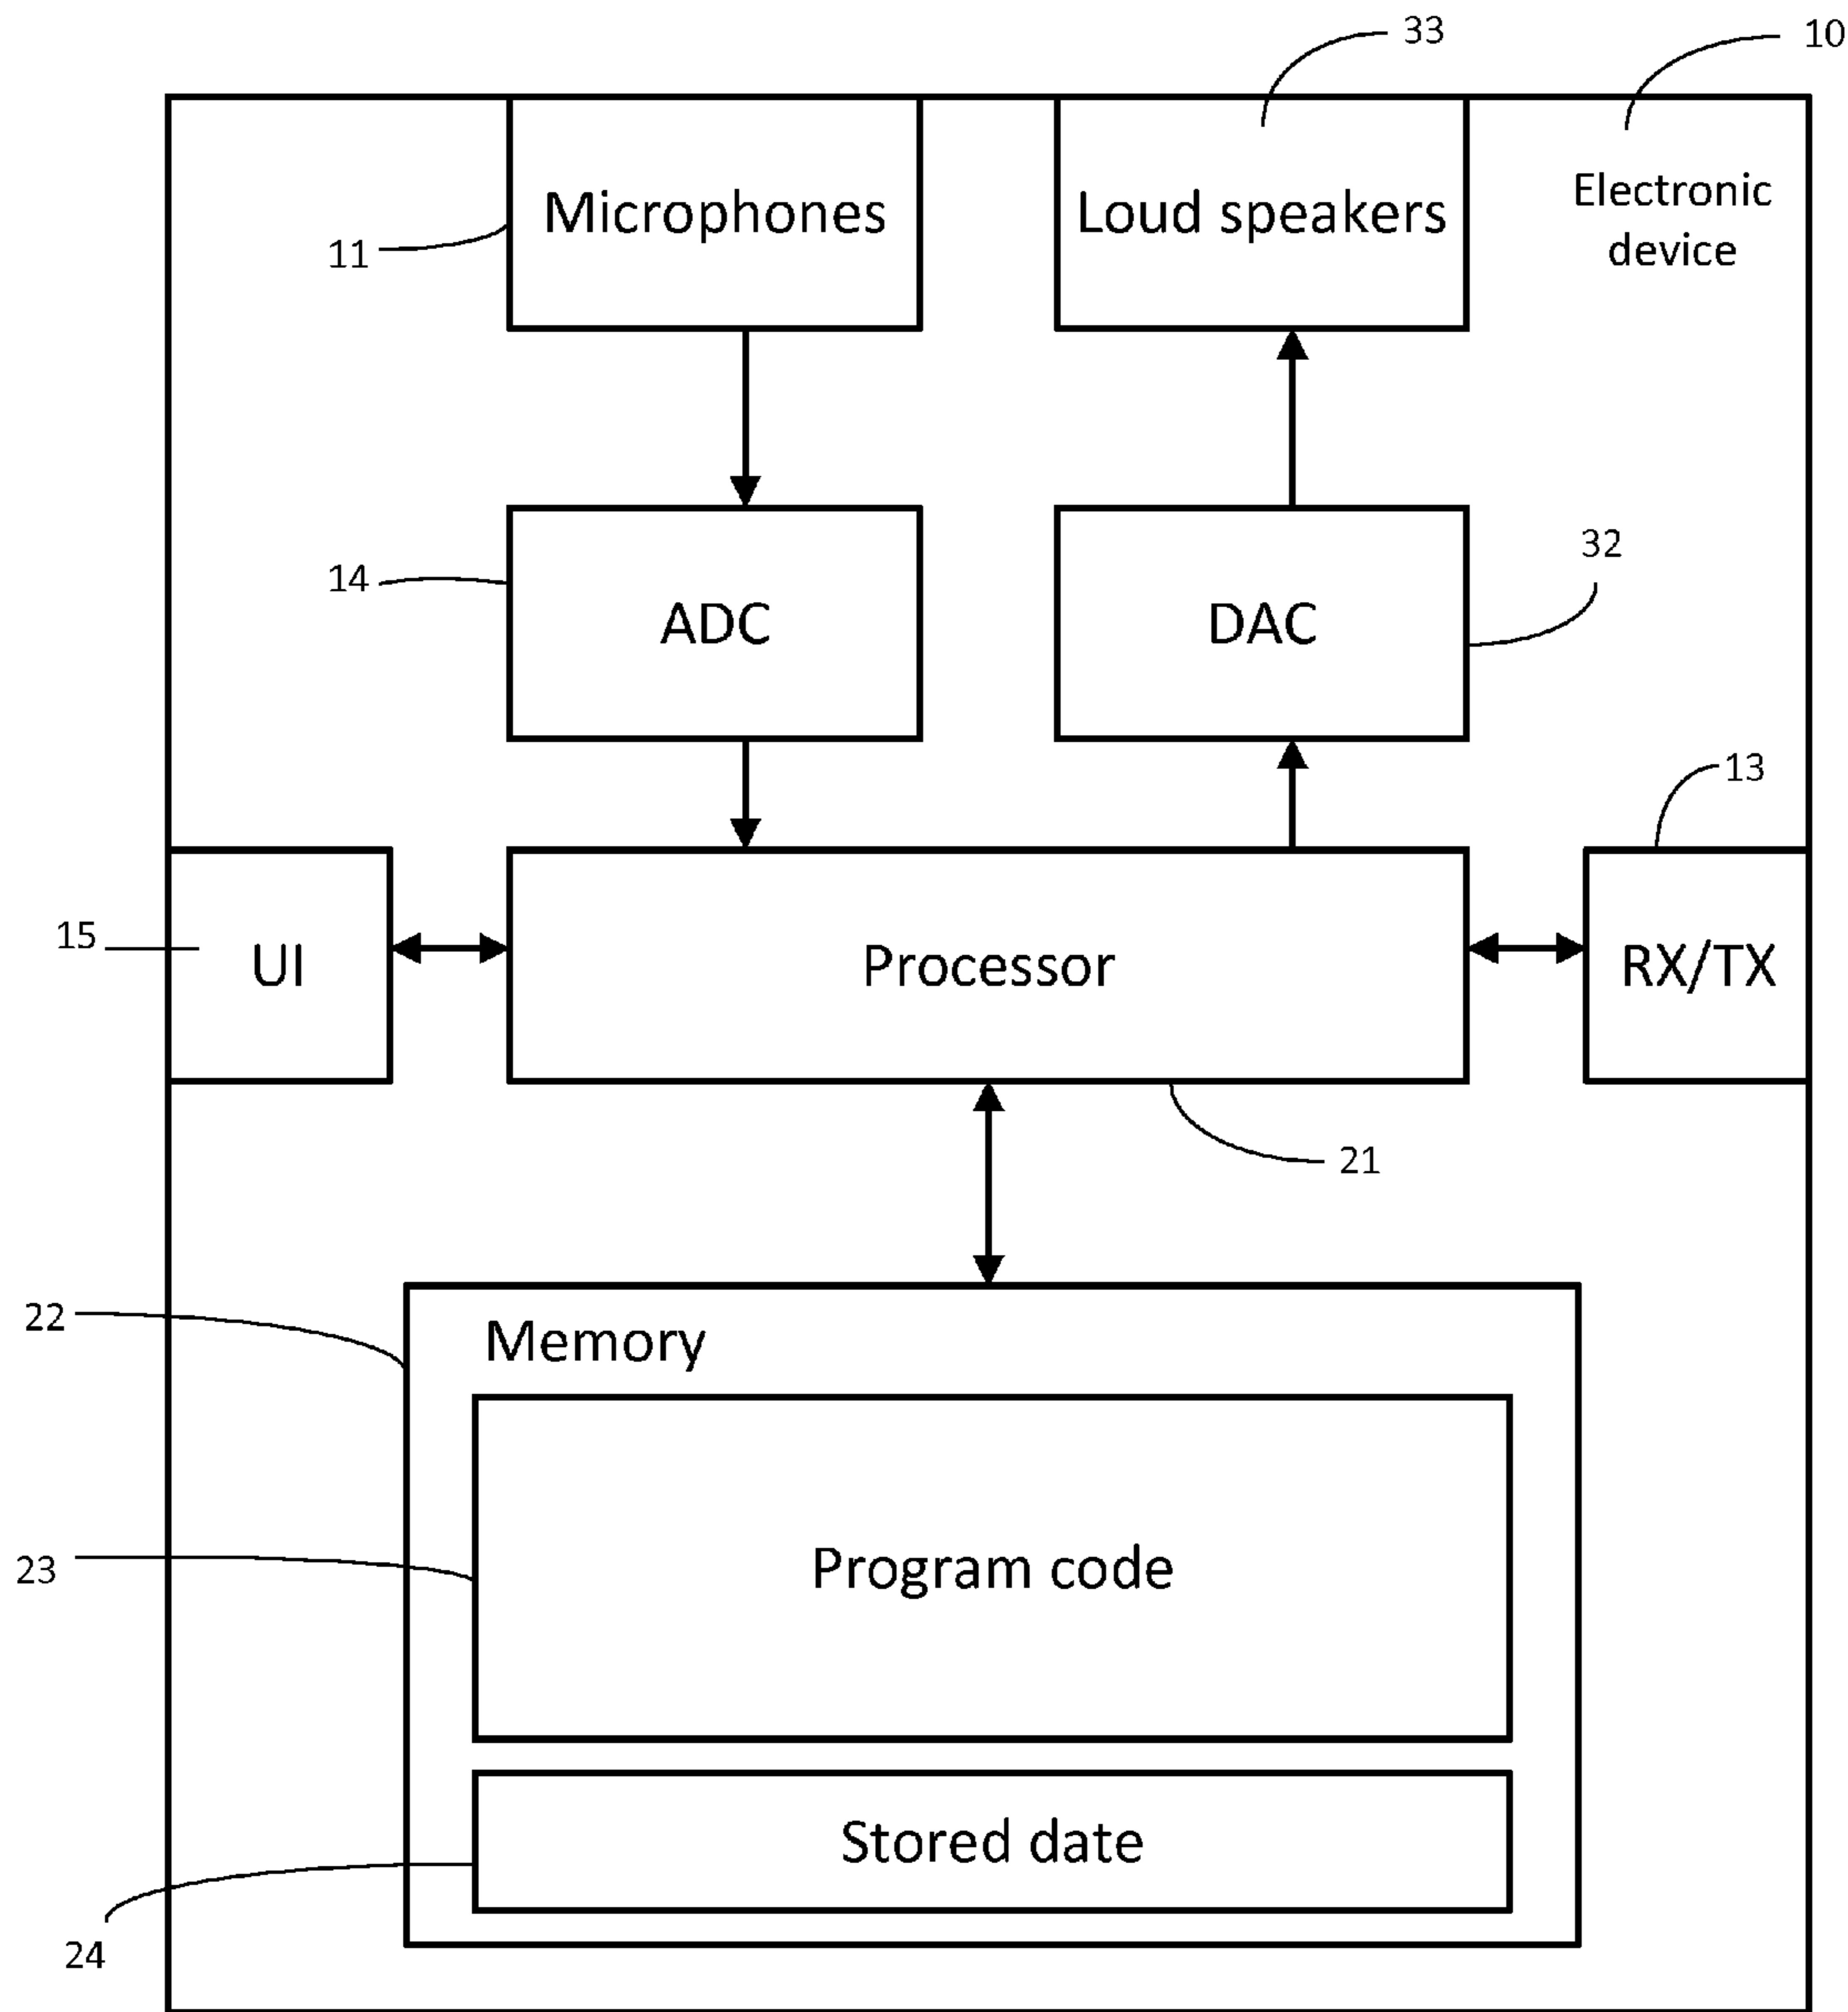 33
10
Microphones
Loud speakers
Electronic
device
11
14
ADC
DAC
32
13
15
UI
Processor
RX/TX
21
22
Memory
23
Program code
Stored date
24